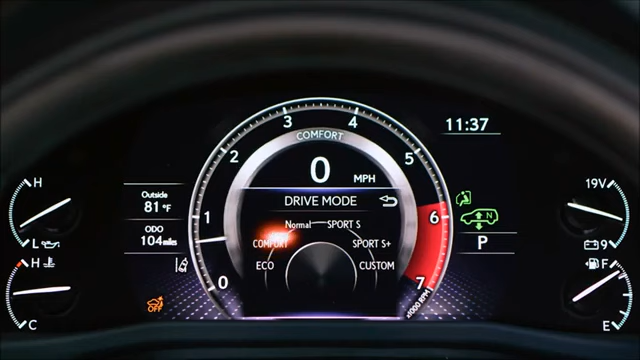 11:37
COMFORT
0 MPH
DRIVE MODE
Normal SPORT S
COMFORT SPORT S+
ECO CUSTOM
0
1
2
3
4
5
6
7
x1000 RPM
Outside
81°F
ODO
104 miles
OFF
N
P
H
L
H
C
19V
9
F
E